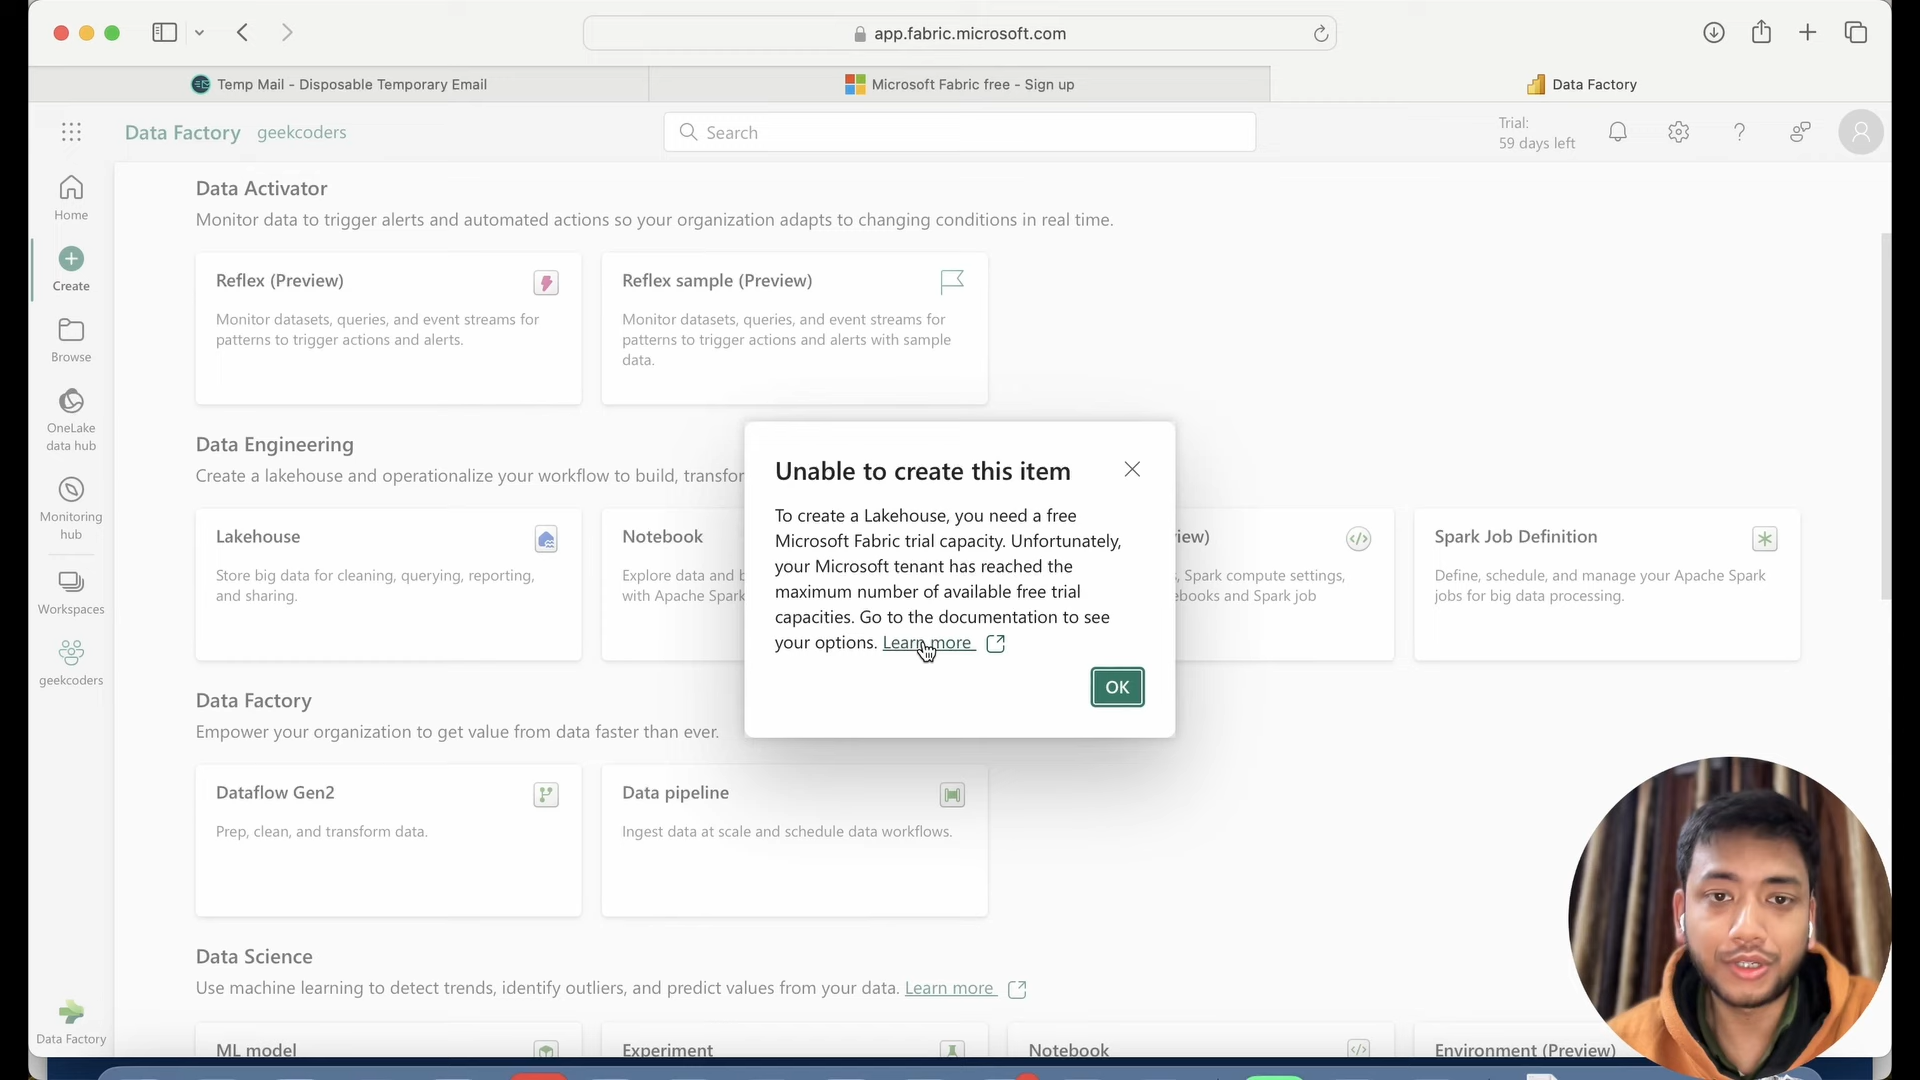 app.fabric.microsoft.com
Temp Mail - Disposable Temporary Email
Microsoft Fabric free - Sign up
Data Factory
Data Factory geekcoders
Search
Trial:
59 days left
Home
Create
Browse
OneLake
data hub
Monitoring
hub
Workspaces
geekcoders
Data Factory
Data Activator
Monitor data to trigger alerts and automated actions so your organization adapts to changing conditions in real time.
Reflex (Preview)
Monitor datasets, queries, and event streams for
patterns to trigger actions and alerts.
Reflex sample (Preview)
Monitor datasets, queries, and event streams for
patterns to trigger actions and alerts with sample
data.
Data Engineering
Create a lakehouse and operationalize your workflow to build, transfor
Lakehouse
Store big data for cleaning, querying, reporting,
and sharing.
Notebook
Explore data and b
with Apache Spark
iew)
, Spark compute settings,
ebooks and Spark job
Spark Job Definition
Define, schedule, and manage your Apache Spark
jobs for big data processing.
Unable to create this item
To create a Lakehouse, you need a free
Microsoft Fabric trial capacity. Unfortunately,
your Microsoft tenant has reached the
maximum number of available free trial
capacities. Go to the documentation to see
your options. Learn more
OK
Data Factory
Empower your organization to get value from data faster than ever.
Dataflow Gen2
Prep, clean, and transform data.
Data pipeline
Ingest data at scale and schedule data workflows.
Data Science
Use machine learning to detect trends, identify outliers, and predict values from your data. Learn more
ML model
Experiment
Notebook
Environment (Preview)